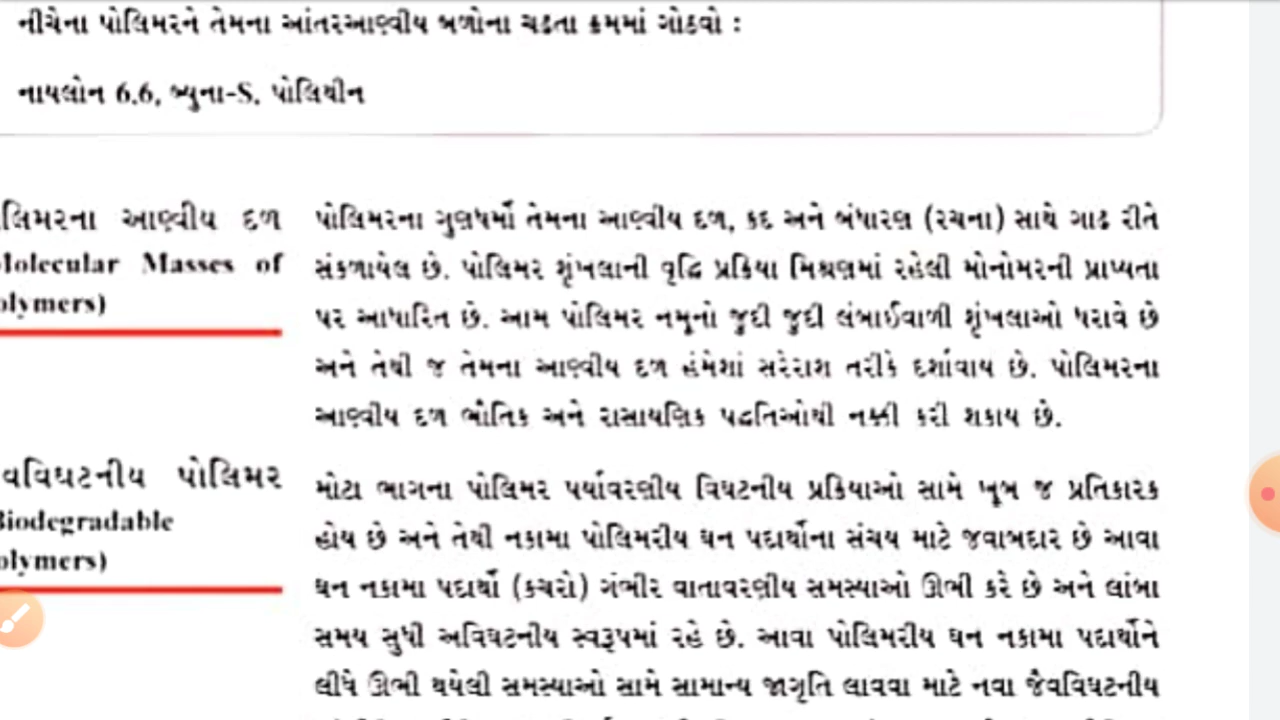 નીચેના પોલિમરને તેમના આંતરઆણ્વીય બળોના ચઢતા ક્રમમાં ગોઠવો :
નાયલોન 6.6, બ્યુના-S, પોલિથીન
લિમરના આણ્વીય દળ
Molecular Masses of
olymers)
પોલિમરના ગુણધર્મો તેમના આણ્વીય દળ, કદ અને બંધારણ (રચના) સાથે ગાઢ રીતે
સંકળાયેલ છે. પોલિમર શૃંખલાની વૃદ્ધિ પ્રક્રિયા મિશ્રણમાં રહેલી મોનોમરની પ્રાપ્યતા
પર આધારિત છે. આમ પોલિમર નમૂનો જુદી જુદી લંબાઈવાળી શૃંખલાઓ ધરાવે છે
અને તેથી જ તેમના આણ્વીય દળ હંમેશાં સરેરાશ તરીકે દર્શાવાય છે. પોલિમરના
આણ્વીય દળ ભૌતિક અને રાસાયણિક પદ્ધતિઓથી નક્કી કરી શકાય છે.
વવિઘટનીય પોલિમર
Biodegradable
olymers)
મોટા ભાગના પોલિમર પર્યાવરણીય વિઘટનીય પ્રક્રિયાઓ સામે ખૂબ જ પ્રતિકારક
હોય છે અને તેથી નકામા પોલિમરીય ઘન પદાર્થોના સંચય માટે જવાબદાર છે આવા
ઘન નકામા પદાર્થો (કચરો) ગંભીર વાતાવરણીય સમસ્યાઓ ઊભી કરે છે અને લાંબા
સમય સુધી અવિઘટનીય સ્વરૂપમાં રહે છે. આવા પોલિમરીય ઘન નકામા પદાર્થોને
લીધે ઊભી થયેલી સમસ્યાઓ સામે સામાન્ય જાગૃતિ લાવવા માટે નવા જૈવવિઘટનીય